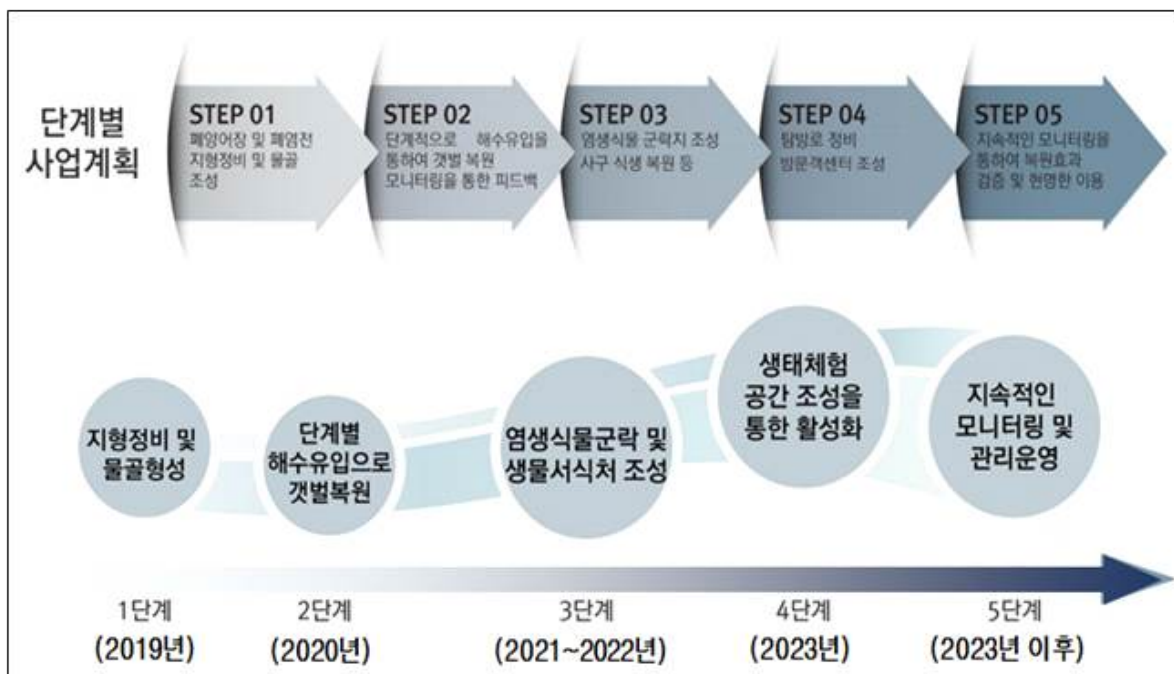 단계별
사업계획
STEP 01
폐양어장 및 폐염전
지형정비 및 물골
조성
STEP 02
단계적으로 해수유입을
통하여 갯벌 복원
모니터링을 통한 피드백
STEP 03
염생식물 군락지 조성
사구 식생 복원 등
STEP 04
탐방로 정비
방문객센터 조성
STEP 05
지속적인 모니터링을
통하여 복원효과
검증 및 현명한 이용
지형정비 및
물골형성
단계별
해수유입으로
갯벌복원
염생식물군락 및
생물서식처 조성
생태체험
공간 조성을
통한 활성화
지속적인
모니터링 및
관리운영
1단계
(2019년)
2단계
(2020년)
3단계
(2021~2022년)
4단계
(2023년)
5단계
(2023년 이후)